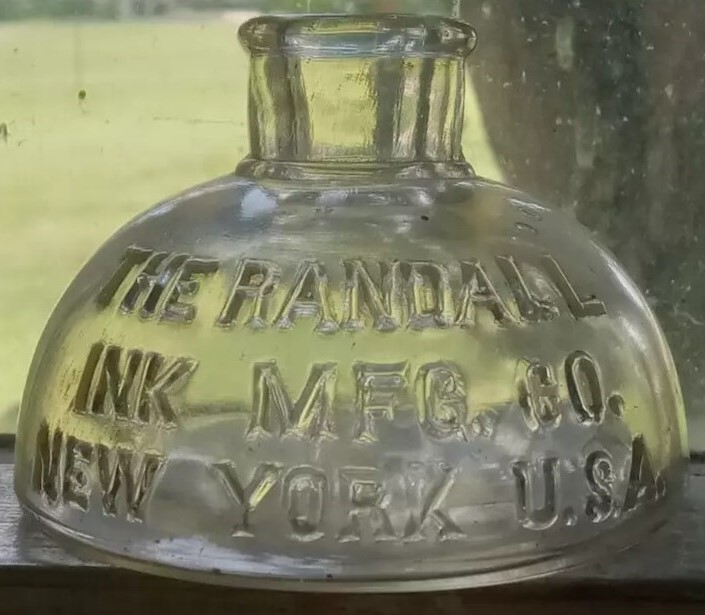 THE RANDALL
INK MFG. CO.
NEW YORK U.S.A.